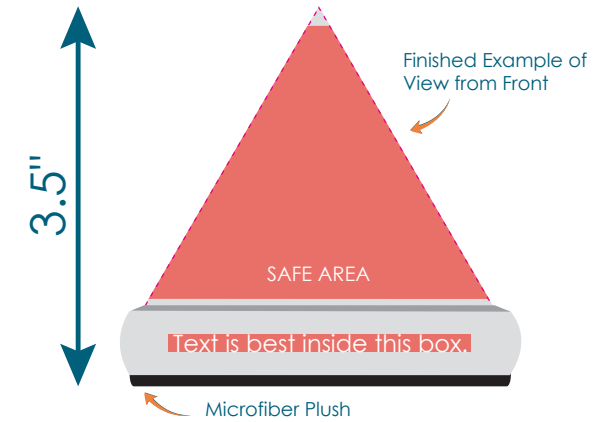 Finished Example of
View from Front
3.5"
SAFE AREA
Text is best inside this box.
Microfiber Plush